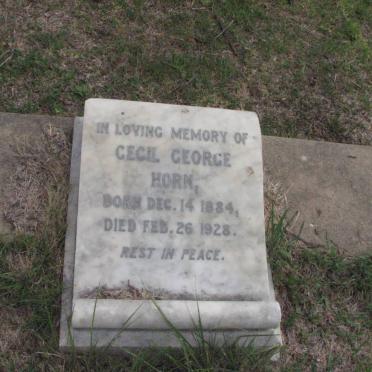 IN LOVING MEMORY OF
CECIL GEORGE
HORN,
BORN DEC. 14 1884,
DIED FEB. 26 1928.
REST IN PEACE.